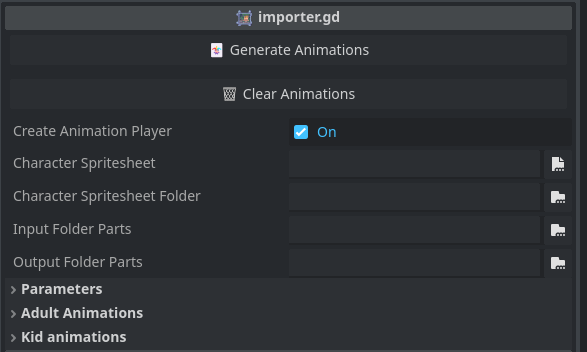 importer.gd
Generate Animations
Clear Animations
Create Animation Player On
Character Spritesheet
Character Spritesheet Folder
Input Folder Parts
Output Folder Parts
Parameters
Adult Animations
Kid animations